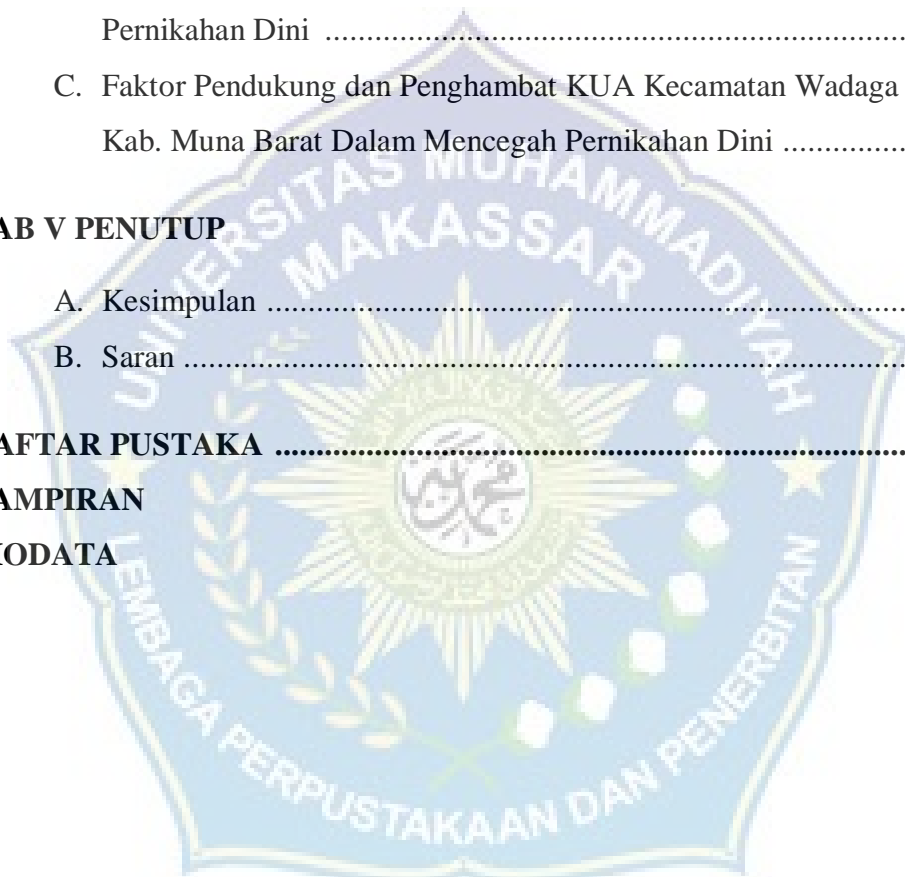 Pernikahan Dini ......................................................................
C. Faktor Pendukung dan Penghambat KUA Kecamatan Wadaga
Kab. Muna Barat Dalam Mencegah Pernikahan Dini ...............
AB V PENUTUP
A. Kesimpulan ............................................................................
B. Saran ......................................................................................
AFTAR PUSTAKA ...........................................................................
AMPIRAN
IODATA
UNIVERSITAS MUHAMMADIYAH
MAKASSAR
LEMBAGA PERPUSTAKAAN DAN PENERBITAN